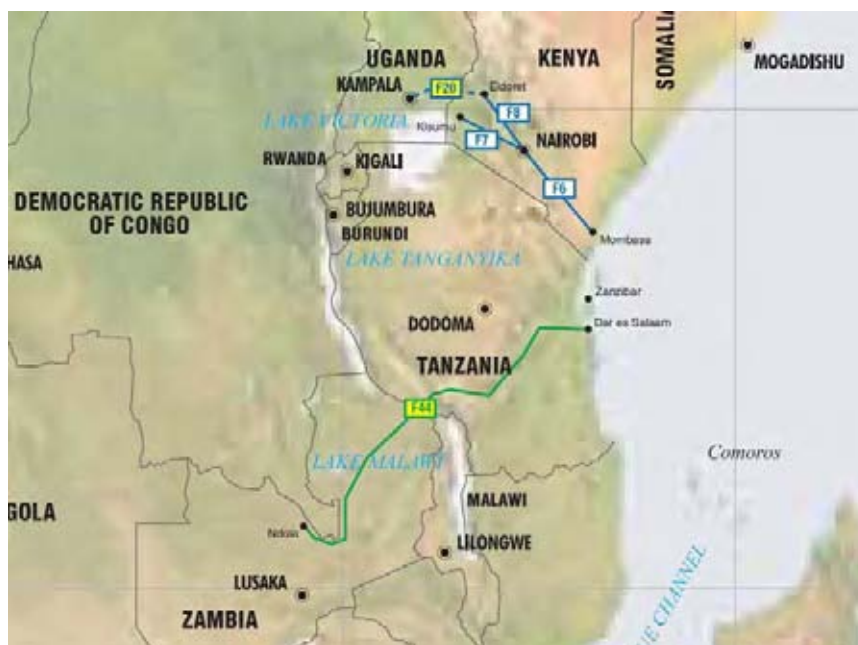 UGANDA
KENYA
SOMALIA
MOGADISHU
KAMPALA
F20
Eldoret
LAKE VICTORIA
Kisumu
F8
F7
NAIROBI
RWANDA
KIGALI
F6
DEMOCRATIC REPUBLIC
OF CONGO
BUJUMBURA
BURUNDI
Mombasa
LAKE TANGANYIKA
HASA
Zanzibar
DODOMA
Dar es Salaam
TANZANIA
F44
LAKE MALAWI
Comoros
MALAWI
GOLA
Ndola
LILONGWE
LUSAKA
ZAMBIA
UE CHANNEL